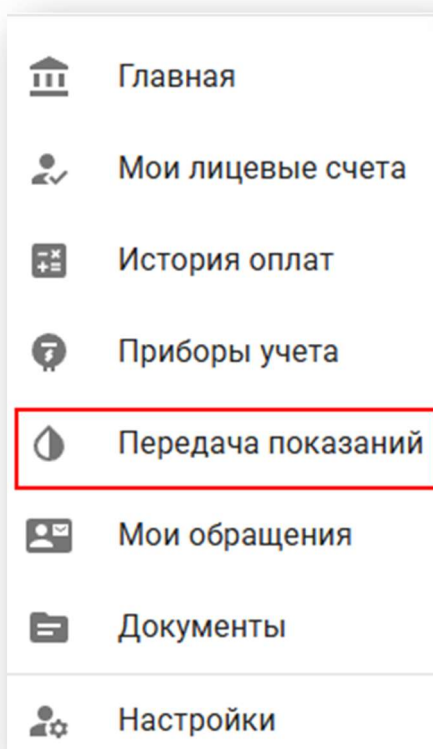 Главная
Мои лицевые счета
История оплат
Приборы учета
Передача показаний
Мои обращения
Документы
Настройки